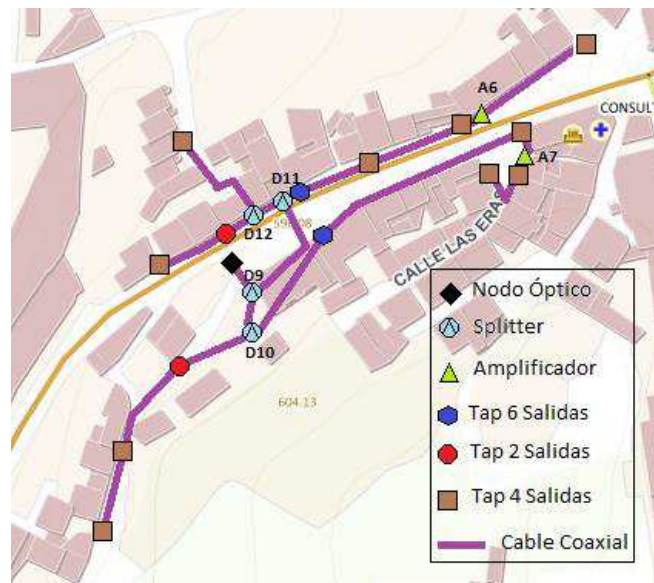 A6
CONSULT
A7
D11
D12
CALLE LAS ERAS
D9
D10
604.13
Nodo Óptico
Splitter
Amplificador
Tap 6 Salidas
Tap 2 Salidas
Tap 4 Salidas
Cable Coaxial